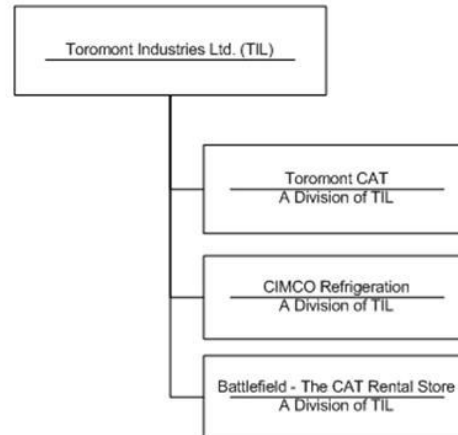 Toromont Industries Ltd. (TIL)
Toromont CAT
A Division of TIL
CIMCO Refrigeration
A Division of TIL
Battlefield - The CAT Rental Store
A Division of TIL